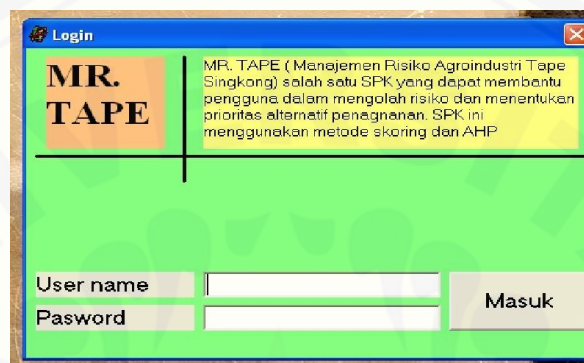 Login
MR.
TAPE
MR. TAPE ( Manajemen Risiko Agroindustri Tape
Singkong) salah satu SPK yang dapat membantu
pengguna dalam mengolah risiko dan menentukan
prioritas alternatif penagnanan. SPK ini
menggunakan metode skoring dan AHP
User name
Pasword
Masuk